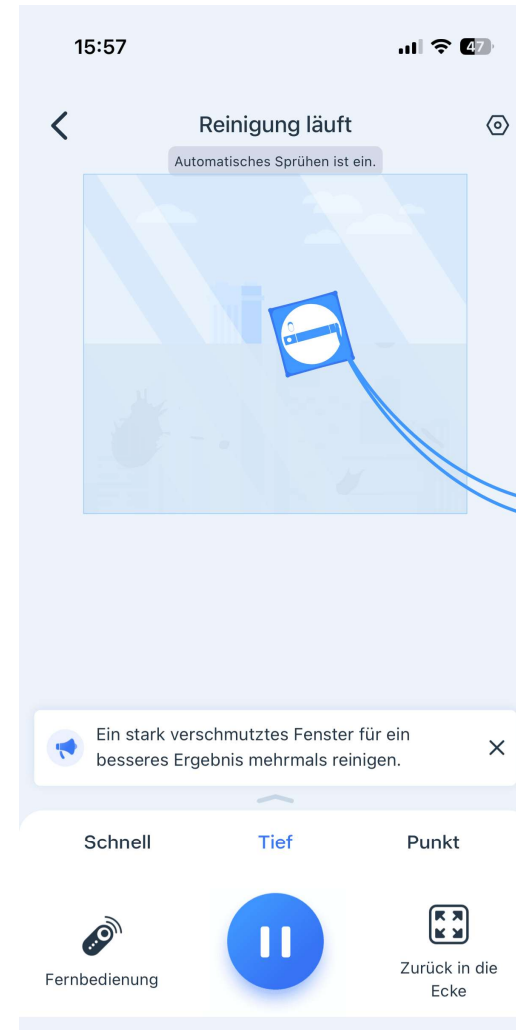 15:57
47
Reinigung läuft
Automatisches Sprühen ist ein.
Ein stark verschmutztes Fenster für ein
besseres Ergebnis mehrmals reinigen.
Schnell
Tief
Punkt
Fernbedienung
Zurück in die
Ecke